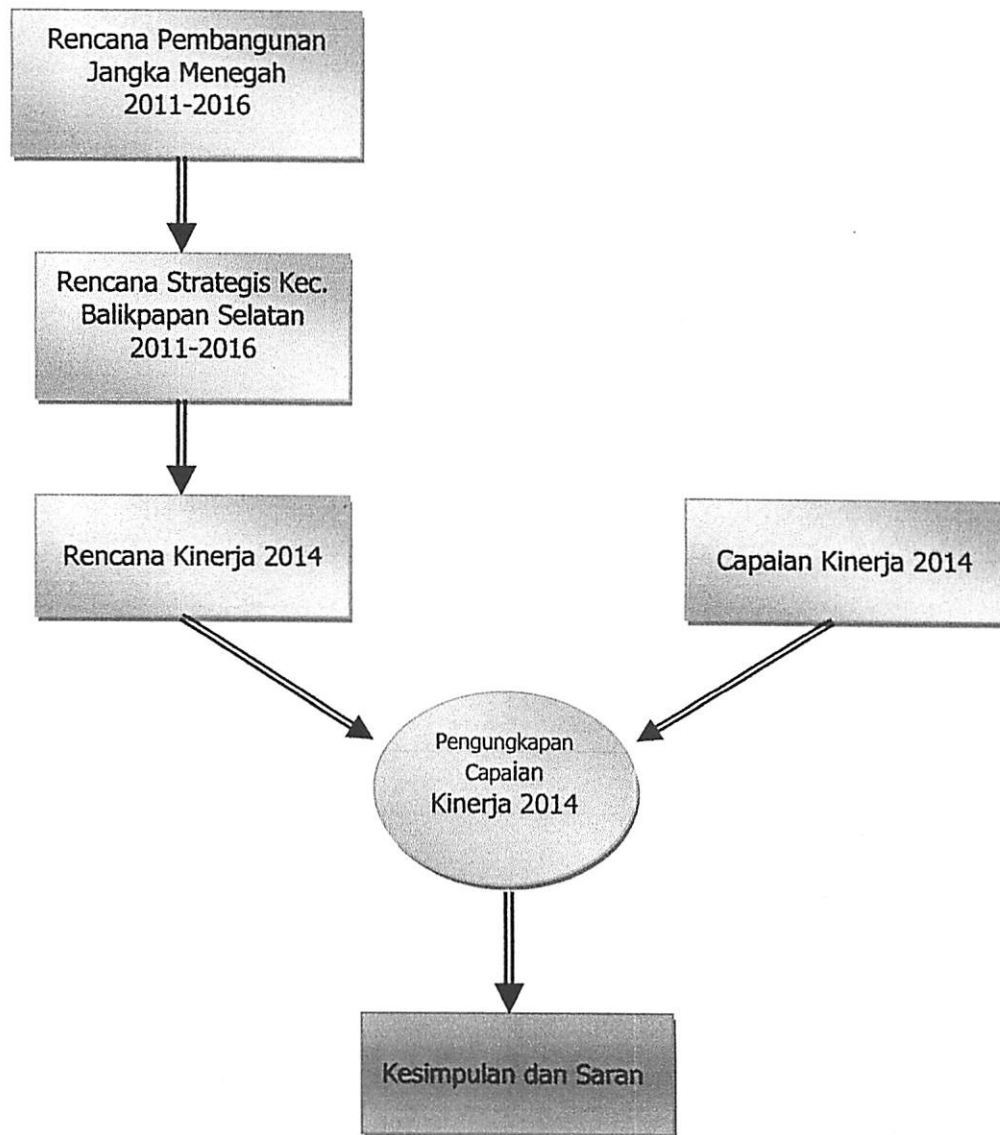 Rencana Pembangunan
Jangka Menegah
2011-2016
Rencana Strategis Kec.
Balikpapan Selatan
2011-2016
Rencana Kinerja 2014
Capaian Kinerja 2014
Pengungkapan
Capaian
Kinerja 2014
Kesimpulan dan Saran